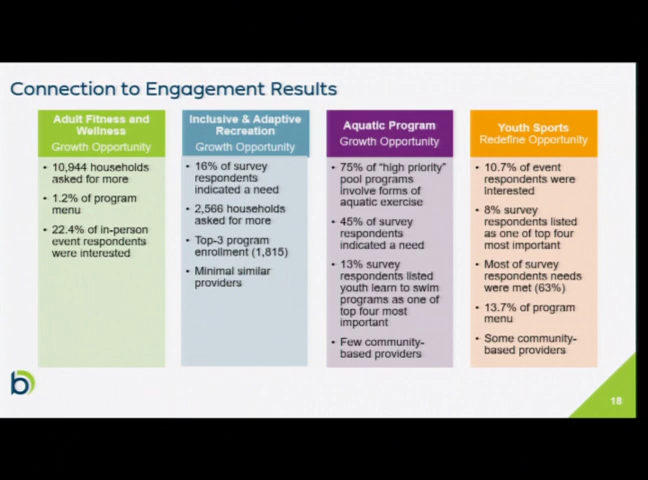 Connection to Engagement Results
Adult Fitness and
Wellness
Growth Opportunity
• 10,944 households
asked for more
• 1.2% of program
menu
• 22.4% of in-person
event respondents
were interested
Inclusive & Adaptive
Recreation
Growth Opportunity
• 16% of survey
respondents
indicated a need
• 2,566 households
asked for more
• Top-3 program
enrollment (1,815)
• Minimal similar
providers
Aquatic Program
Growth Opportunity
• 75% of "high priority"
pool programs
involve forms of
aquatic exercise
• 45% of survey
respondents
indicated a need
• 13% survey
respondents listed
youth learn to swim
programs as one of
top four most
important
• Few community-
based providers
Youth Sports
Redefine Opportunity
• 10.7% of event
respondents were
interested
• 8% survey
respondents listed
as one of top four
most important
• Most of survey
respondents needs
were met (63%)
• 13.7% of program
menu
• Some community-
based providers
b
18